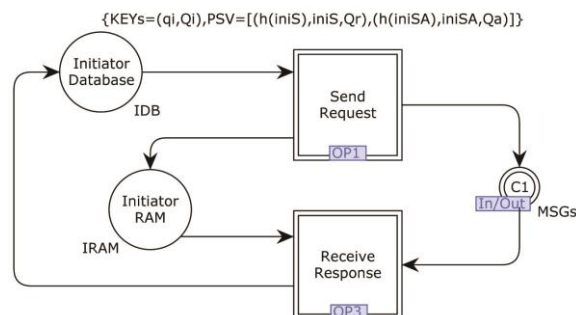 {KEYs=(qi,Qi),PSV=[(h(iniS),iniS,Qr),(h(iniSA),iniSA,Qa)]}
Initiator
Database
IDB
Send
Request
OP1
C1
In/Out
MSGs
Initiator
RAM
IRAM
Receive
Response
OP3